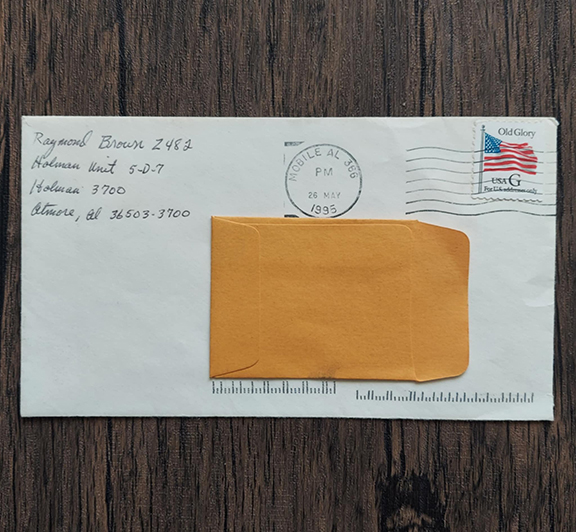 Raymond Brown Z482
Holman Unit 5-D-7
Holman 3700
Atmore, Al 36503-3700
MOBILE AL 366
PM
26 MAY
1995
Old Glory
USA G
For U.S. addresses only